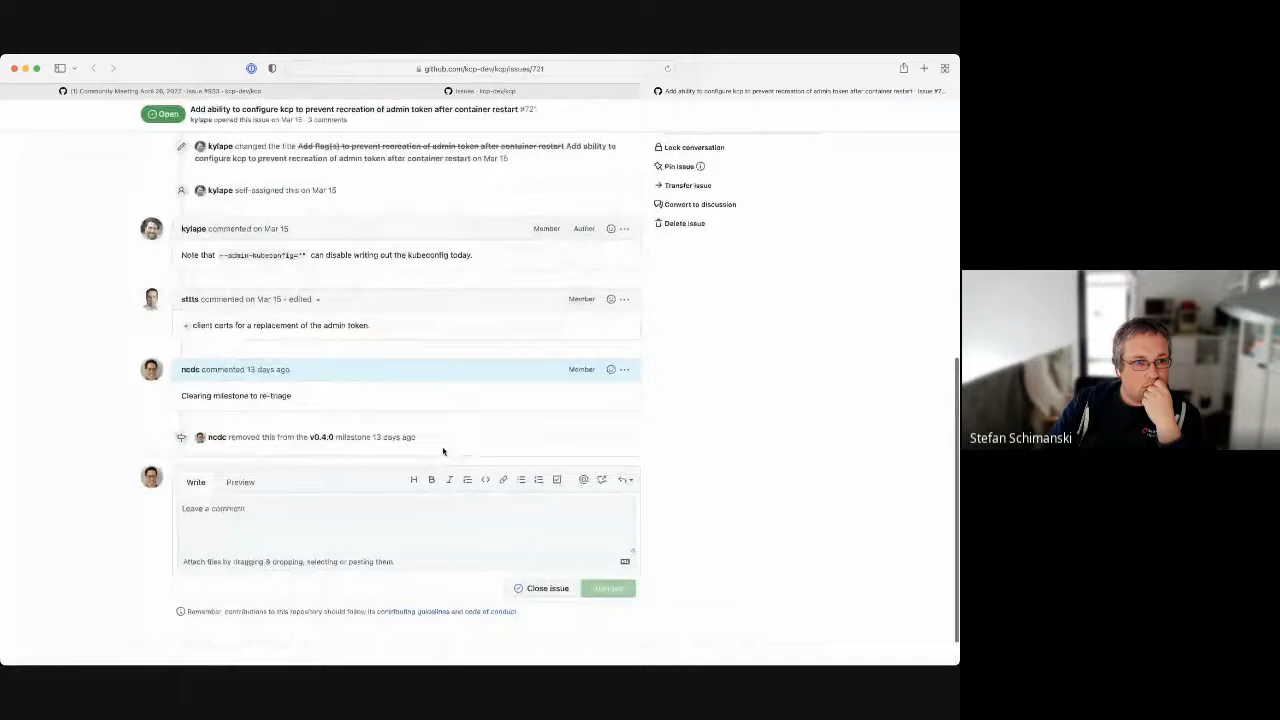 github.com/kcp-dev/kcp/issues/721
(1) Community Meeting April 26, 2022 · Issue #933 · kcp-dev/kcp
Issues · kcp-dev/kcp
Add ability to configure kcp to prevent recreation of admin token after container restart · Issue #7...
Open
Add ability to configure kcp to prevent recreation of admin token after container restart #721
kylape opened this issue on Mar 15 · 3 comments
kylape changed the title Add flag(s) to prevent recreation of admin token after container restart Add ability to
configure kcp to prevent recreation of admin token after container restart on Mar 15
kylape self-assigned this on Mar 15
kylape commented on Mar 15
Member
Author
Note that --admin-kubeconfig="" can disable writing out the kubeconfig today.
sttts commented on Mar 15 · edited
Member
+ client certs for a replacement of the admin token.
ncdc commented 13 days ago
Member
Clearing milestone to re-triage
ncdc removed this from the v0.4.0 milestone 13 days ago
Write
Preview
Leave a comment
Attach files by dragging & dropping, selecting or pasting them.
Close issue
Remember, contributions to this repository should follow its contributing guidelines and code of conduct.
Lock conversation
Pin issue
Transfer issue
Convert to discussion
Delete issue
Stefan Schimanski